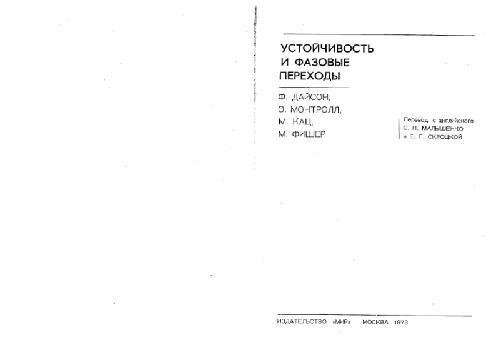 УСТОЙЧИВОСТЬ
И ФАЗОВЫЕ
ПЕРЕХОДЫ
Ф. ДАЙСОН,
Э. МОНТРОЛЛ,
М. КАЦ,
М. ФИШЕР
Перевод с английского
С. П. МАЛЫШЕНКО
и Е. Г. СКРОЦКОЙ
ИЗДАТЕЛЬСТВО «МИР» МОСКВА 1973